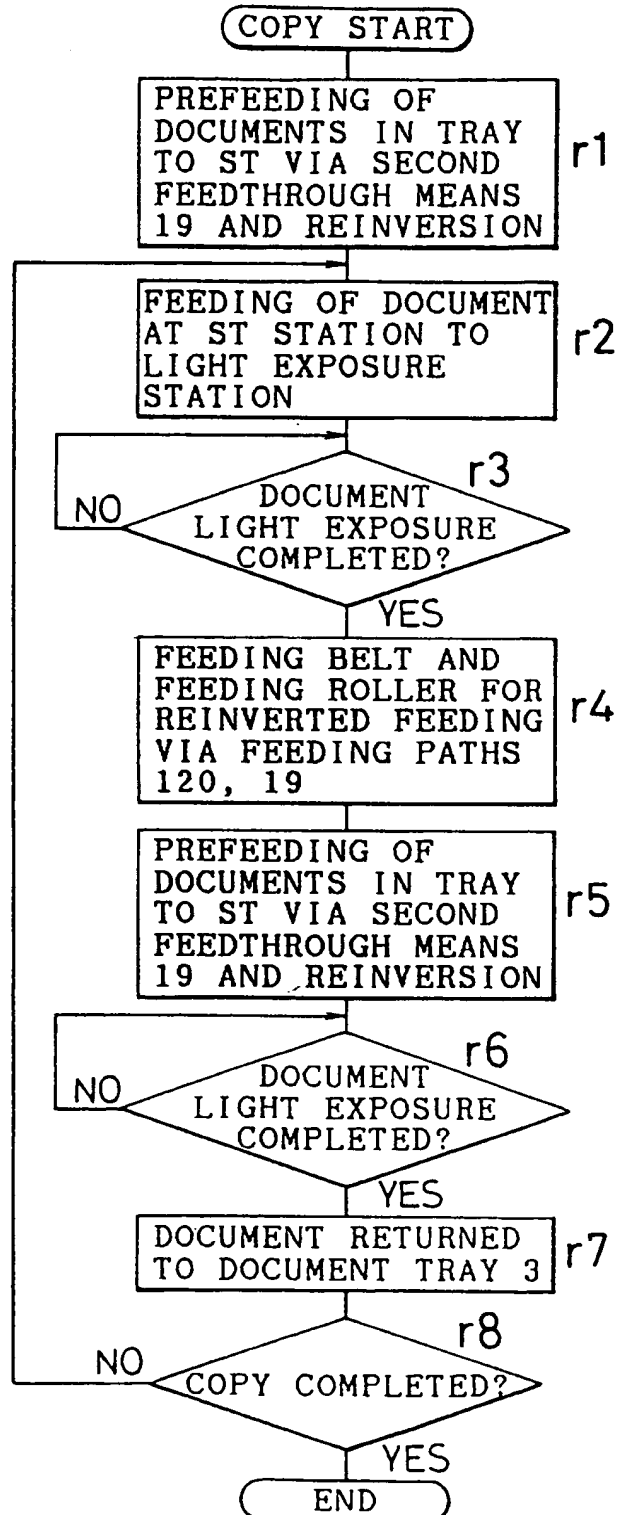 COPY START
PREFEEDING OF
DOCUMENTS IN TRAY
TO ST VIA SECOND
FEEDTHROUGH MEANS
19 AND REINVERSION
r1
FEEDING OF DOCUMENT
AT ST STATION TO
LIGHT EXPOSURE
STATION
r2
r3
DOCUMENT
LIGHT EXPOSURE
COMPLETED?
NO
YES
FEEDING BELT AND
FEEDING ROLLER FOR
REINVERTED FEEDING
VIA FEEDING PATHS
120, 19
r4
PREFEEDING OF
DOCUMENTS IN TRAY
TO ST VIA SECOND
FEEDTHROUGH MEANS
19 AND REINVERSION
r5
r6
DOCUMENT
LIGHT EXPOSURE
COMPLETED?
NO
YES
DOCUMENT RETURNED
TO DOCUMENT TRAY 3
r7
r8
NO
COPY COMPLETED?
YES
END